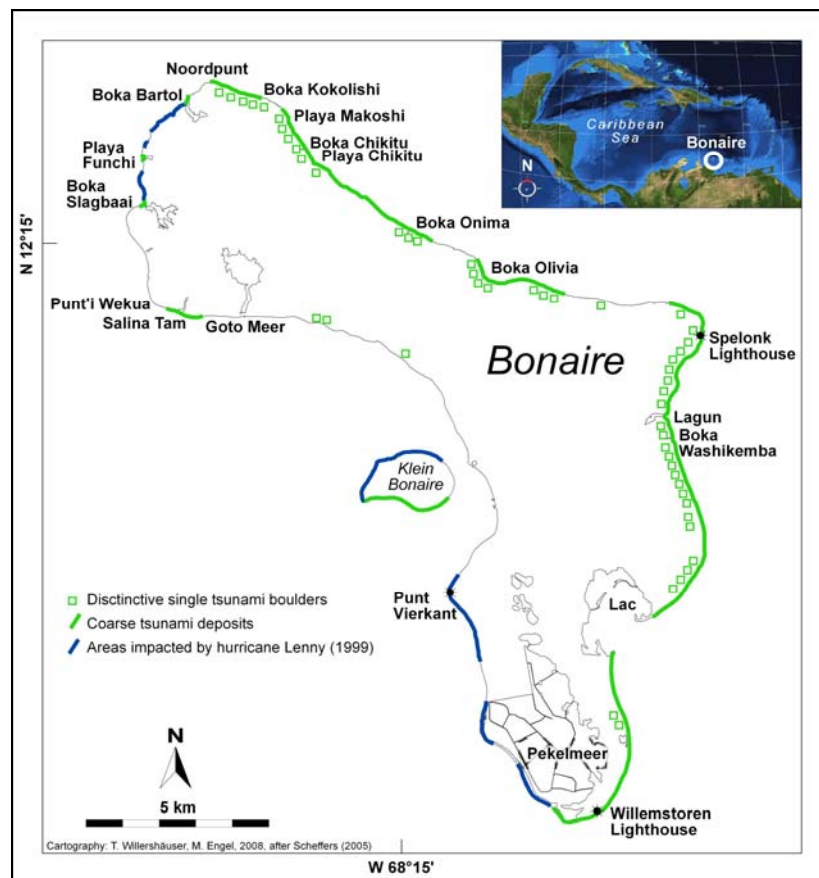 Noordpunt
Boka Bartol
Boka Kokolishi
Playa Makoshi
Boka Chikitu
Playa Chikitu
Playa
Funchi
Boka
Slagbaai
Caribbean
Sea
Bonaire
N
N 12°15'
Boka Onima
Boka Olivia
Punt'i Wekua
Salina Tam
Goto Meer
Bonaire
Spelonk
Lighthouse
Lagun
Boka
Washikemba
Klein
Bonaire
Punt
Vierkant
Lac
Disctinctive single tsunami boulders
Coarse tsunami deposits
Areas impacted by hurricane Lenny (1999)
N
5 km
Pekelmeer
Willemstoren
Lighthouse
Cartography: T. Willershäuser, M. Engel, 2008, after Scheffers (2005)
W 68°15'